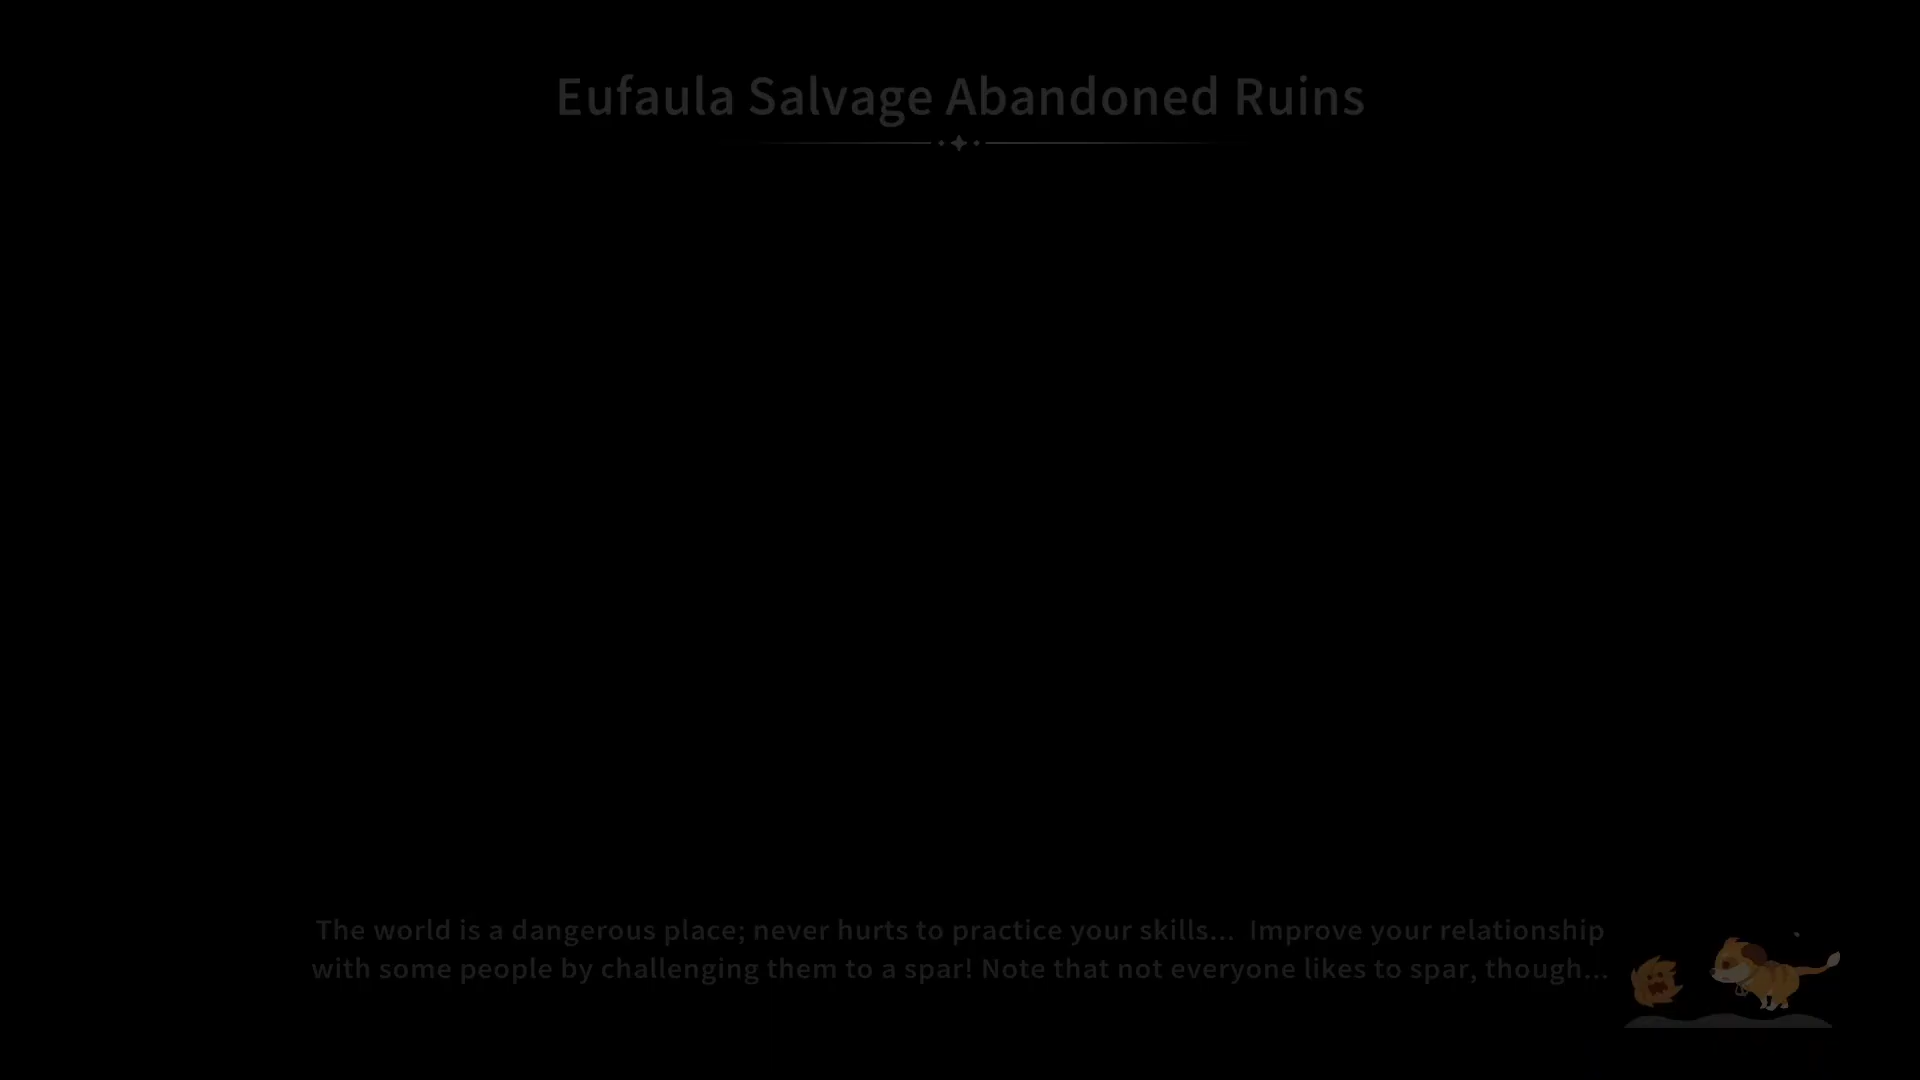 Eufaula Salvage Abandoned Ruins
The world is a dangerous place; never hurts to practice your skills...  Improve your relationship
with some people by challenging them to a spar! Note that not everyone likes to spar, though...